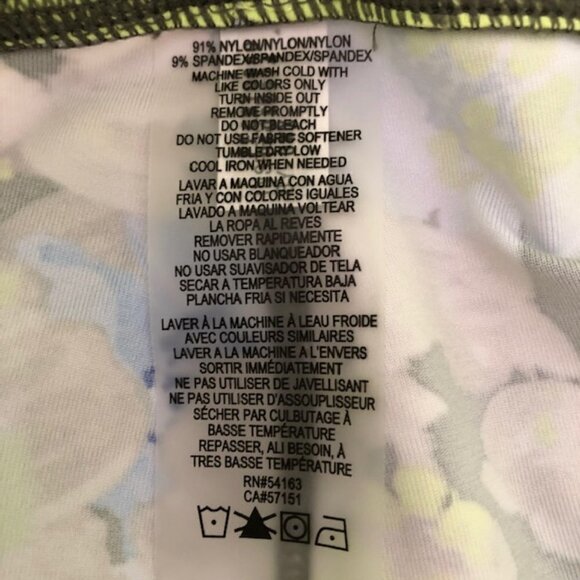 91% NYLON/NYLON/NYLON
9% SPANDEX/SPANDEX/SPANDEX
MACHINE WASH COLD WITH
LIKE COLORS ONLY
TURN INSIDE OUT
REMOVE PROMPTLY
DO NOT BLEACH
DO NOT USE FABRIC SOFTENER
TUMBLE DRY LOW
COOL IRON WHEN NEEDED
LAVAR A MAQUINA CON AGUA
FRIA Y CON COLORES IGUALES
LAVADO A MAQUINA VOLTEAR
LA ROPA AL REVES
REMOVER RAPIDAMENTE
NO USAR BLANQUEADOR
NO USAR SUAVISADOR DE TELA
SECAR A TEMPERATURA BAJA
PLANCHA FRIA SI NECESITA
LAVER À LA MACHINE À LEAU FROIDE
AVEC COULEURS SIMILAIRES
LAVER A LA MACHINE A L'ENVERS
SORTIR IMMÉDIATEMENT
NE PAS UTILISER DE JAVELLISANT
NE PAS UTILISER D'ASSOUPLISSEUR
SÉCHER PAR CULBUTAGE À
BASSE TEMPÉRATURE
REPASSER, ALI BESOIN, À
TRES BASSE TEMPÉRATURE
RN#54163
CA#57151